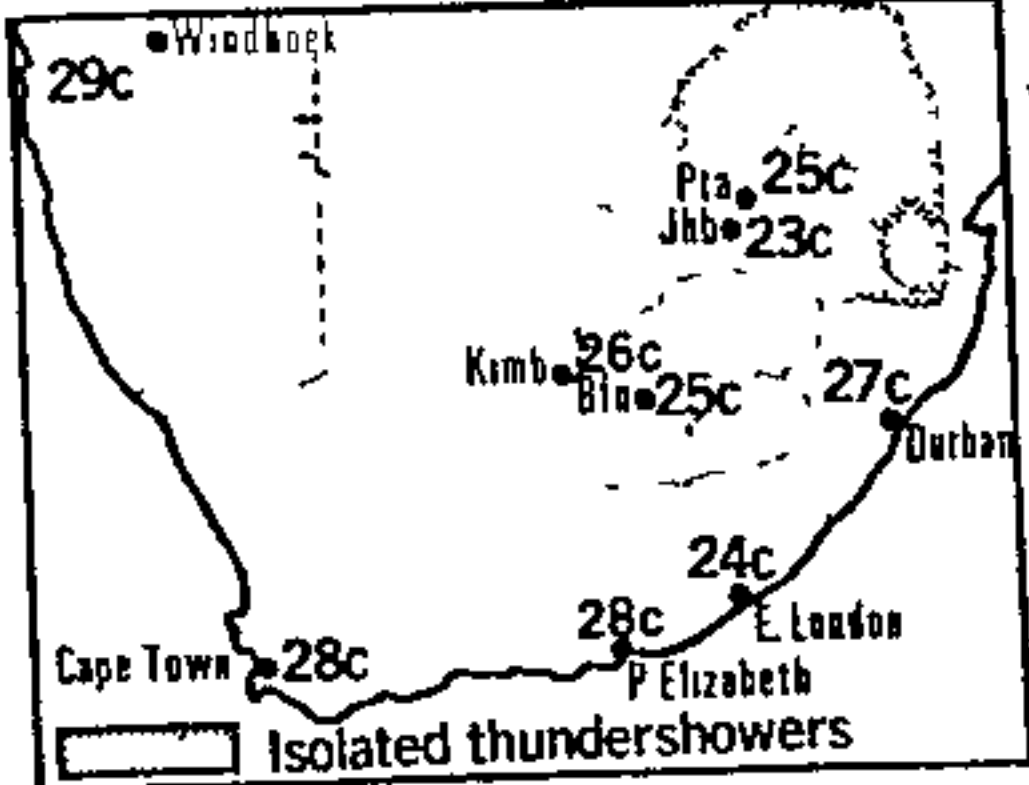 Windhoek
29c
Pta 25c
Jhb 23c
Kimb 26c
25c
27c
Durban
24c
E. London
28c
P Elizabeth
Cape Town 28c
Isolated thundershowers